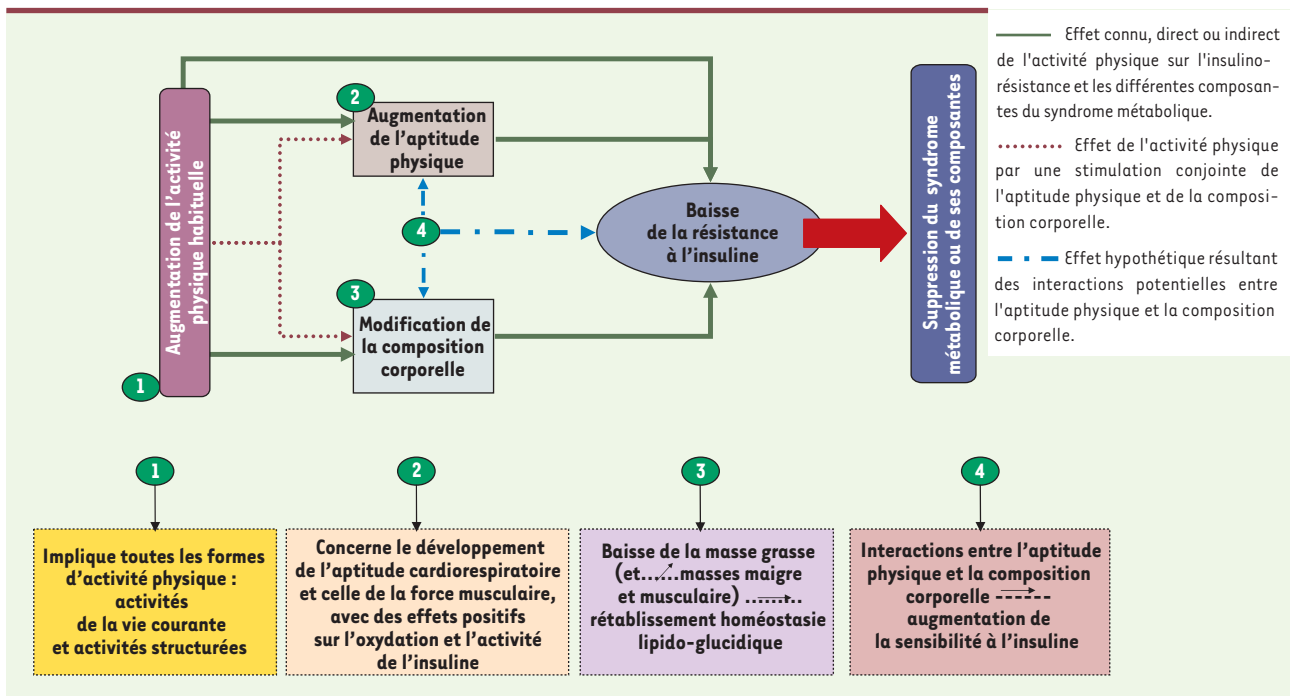 Augmentation de l'activité
physique habituelle
1
2
Augmentation
de l'aptitude
physique
4
3
Modification de
la composition
corporelle
Baisse
de la résistance
à l'insuline
Suppression du syndrome
métabolique ou de ses composantes
Effet connu, direct ou indirect
de l'activité physique sur l'insulino-
résistance et les différentes composan-
tes du syndrome métabolique.
Effet de l'activité physique
par une stimulation conjointe de
l'aptitude physique et de la compo-
sition corporelle.
Effet hypothétique résultant
des interactions potentielles entre
l'aptitude physique et la composition
corporelle.
1
Implique toutes les formes
d'activité physique :
activités
de la vie courante
et activités structurées
2
Concerne le développement
de l'aptitude cardiorespiratoire
et celle de la force musculaire,
avec des effets positifs
sur l'oxydation et l'activité
de l'insuline
3
Baisse de la masse grasse
(et...↗...masses maigre
et musculaire) ...→...
rétablissement homéostasie
lipido-glucidique
4
Interactions entre l'aptitude
physique et la composition
corporelle →
augmentation de
la sensibilité à l'insuline